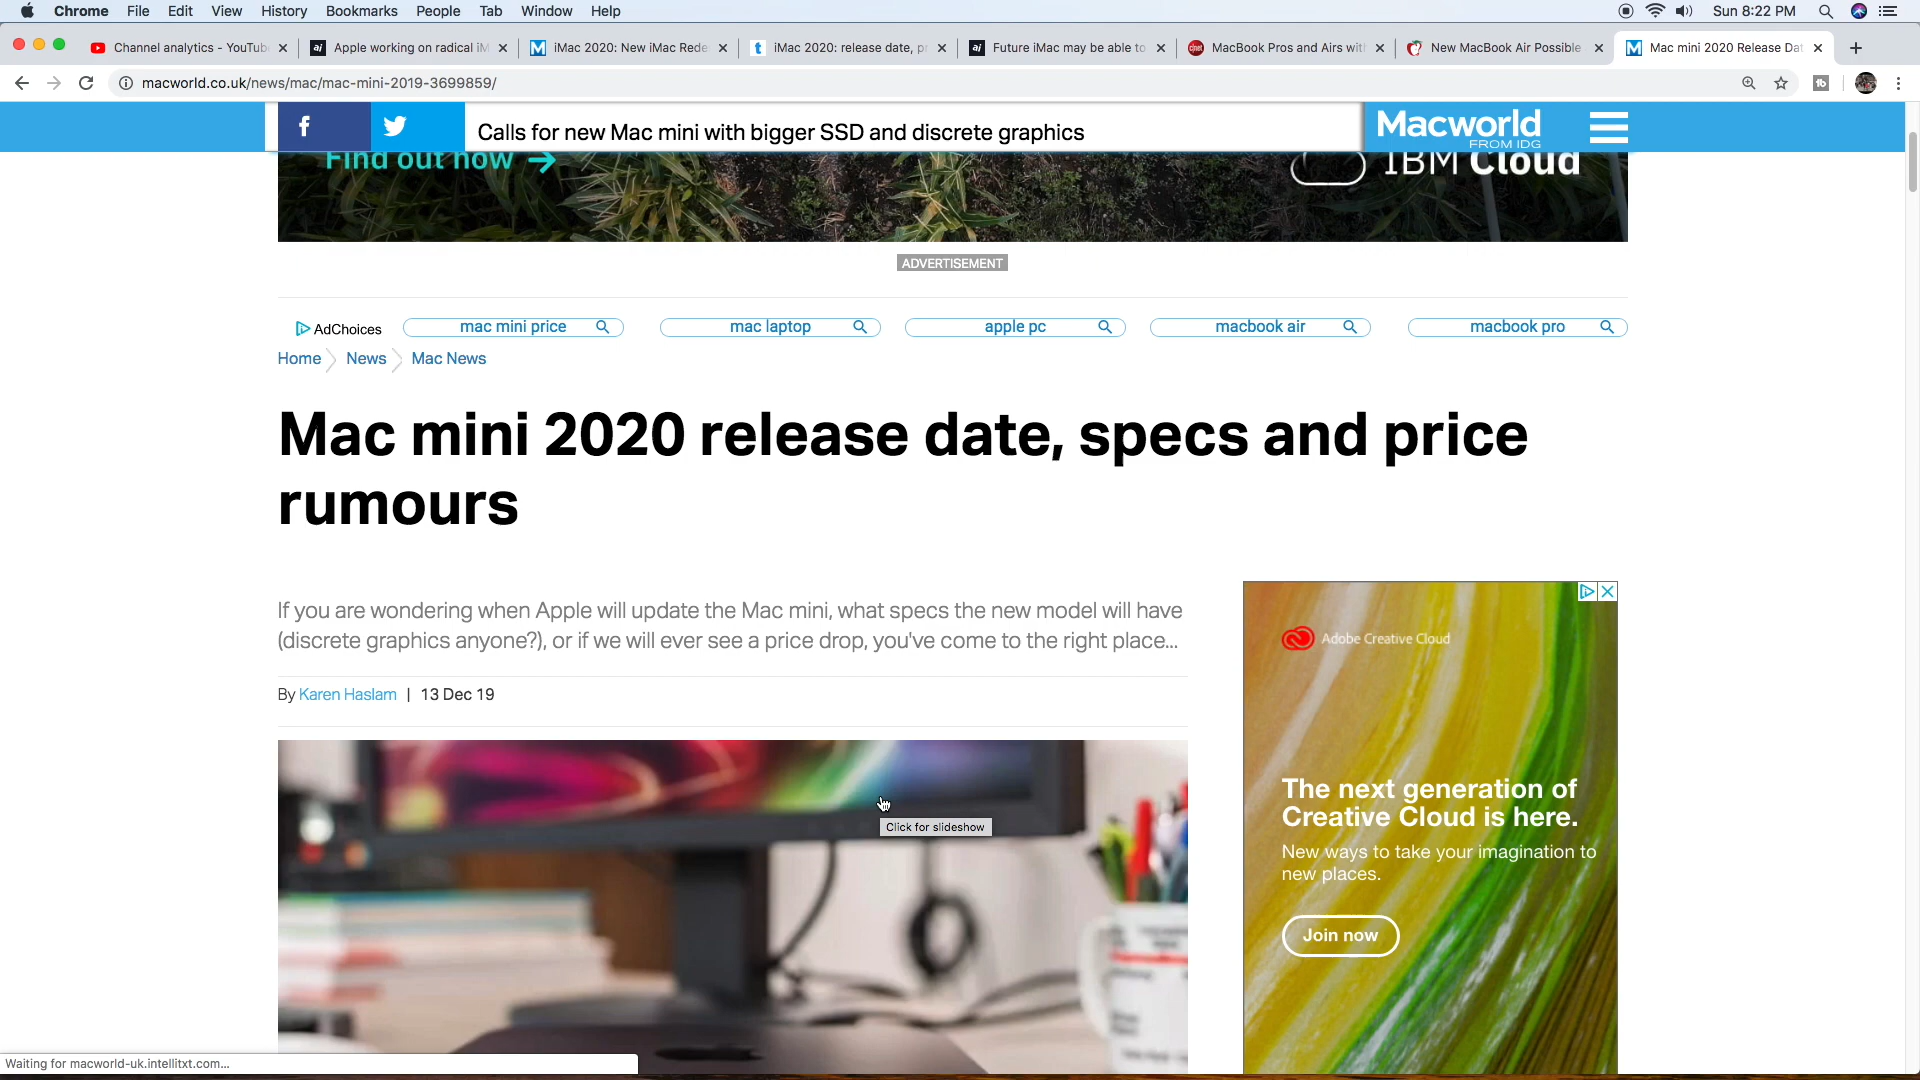 Chrome File Edit View History Bookmarks People Tab Window Help Sun 8:22 PM
Channel analytics - YouTub Apple working on radical iM iMac 2020: New iMac Rede iMac 2020: release date, p Future iMac may be able to MacBook Pros and Airs with New MacBook Air Possible Mac mini 2020 Release Da
macworld.co.uk/news/mac/mac-mini-2019-3699859/
Calls for new Mac mini with bigger SSD and discrete graphics
Macworld
FROM IDG
Find out now
IBM Cloud
ADVERTISEMENT
AdChoices mac mini price mac laptop apple pc macbook air macbook pro
Home News Mac News
Mac mini 2020 release date, specs and price
rumours
If you are wondering when Apple will update the Mac mini, what specs the new model will have
(discrete graphics anyone?), or if we will ever see a price drop, you've come to the right place...
By Karen Haslam | 13 Dec 19
Click for slideshow
Adobe Creative Cloud
The next generation of
Creative Cloud is here.
New ways to take your imagination to
new places.
Join now
Waiting for macworld-uk.intellitxt.com...